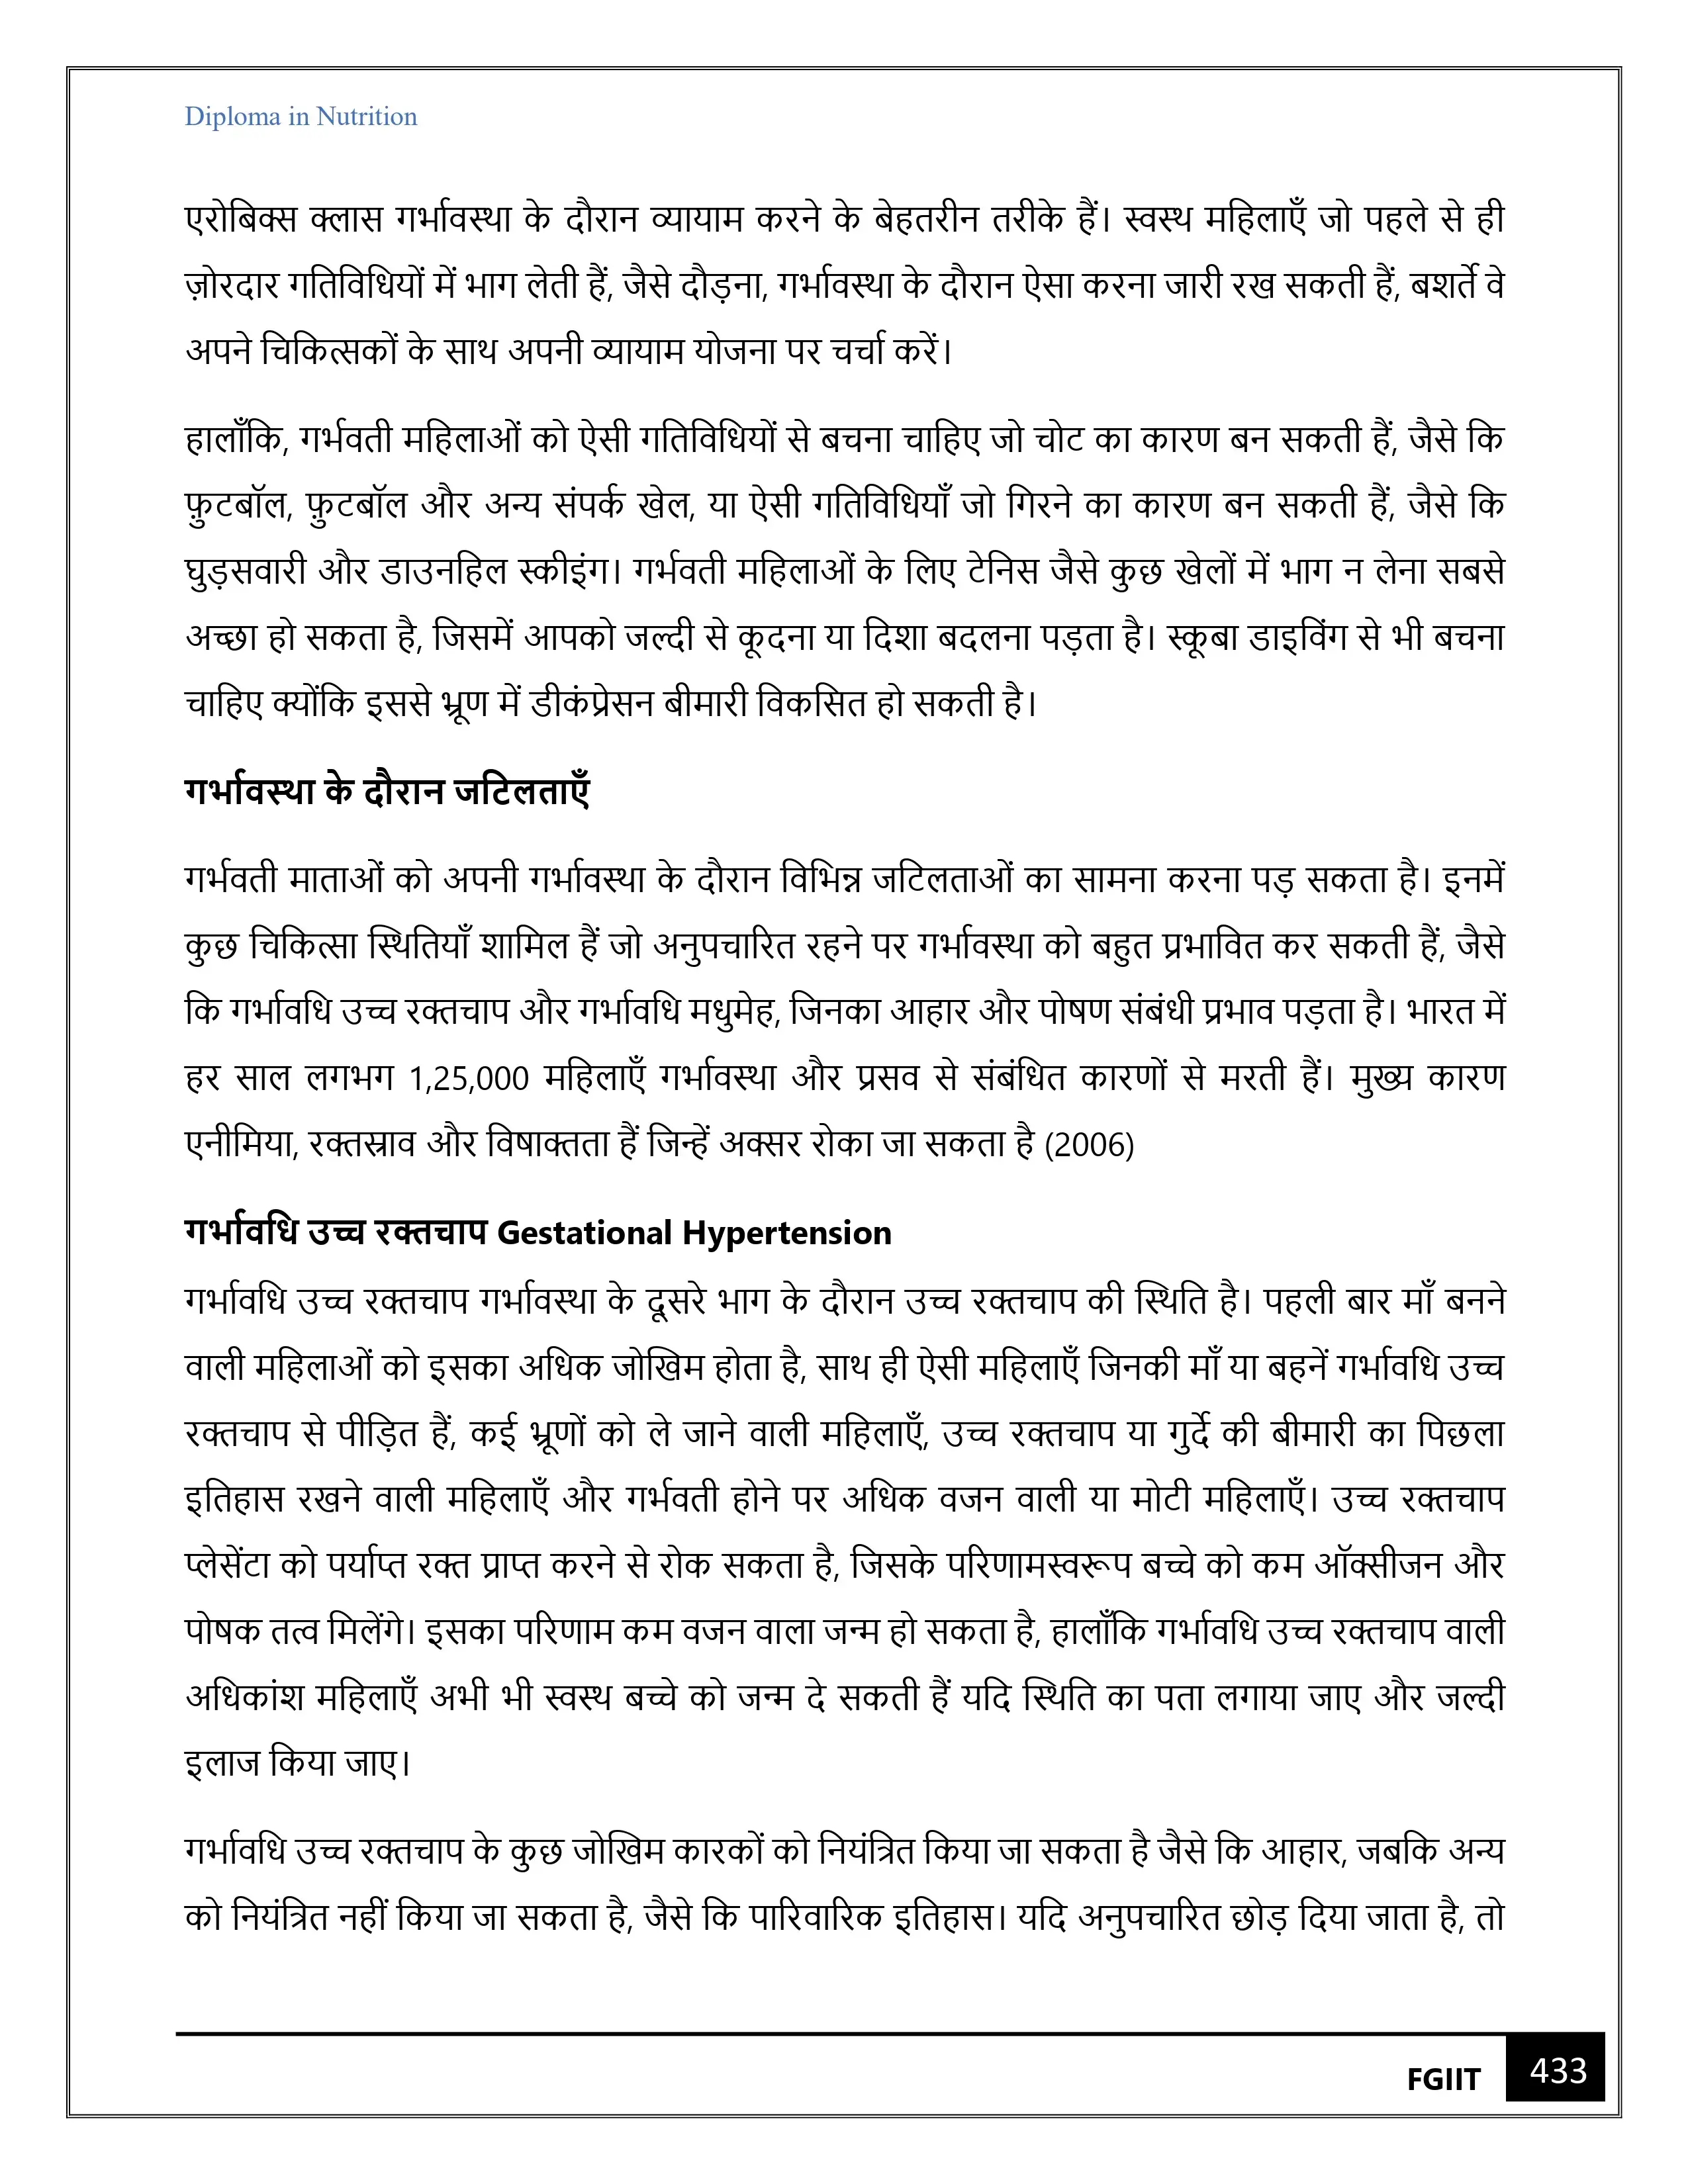 Diploma in Nutrition
एरोबिक्स क्लास गर्भावस्था के दौरान व्यायाम करने के बेहतरीन तरीके हैं। स्वस्थ महिलाएँ जो पहले से ही
ज़ोरदार गतिविधियों में भाग लेती हैं, जैसे दौड़ना, गर्भावस्था के दौरान ऐसा करना जारी रख सकती हैं, बशर्ते वे
अपने चिकित्सकों के साथ अपनी व्यायाम योजना पर चर्चा करें।
हालाँकि, गर्भवती महिलाओं को ऐसी गतिविधियों से बचना चाहिए जो चोट का कारण बन सकती हैं, जैसे कि
फ़ुटबॉल, फ़ुटबॉल और अन्य संपर्क खेल, या ऐसी गतिविधियाँ जो गिरने का कारण बन सकती हैं, जैसे कि
घुड़सवारी और डाउनहिल स्कीइंग। गर्भवती महिलाओं के लिए टेनिस जैसे कुछ खेलों में भाग न लेना सबसे
अच्छा हो सकता है, जिसमें आपको जल्दी से कूदना या दिशा बदलना पड़ता है। स्कूबा डाइविंग से भी बचना
चाहिए क्योंकि इससे भ्रूण में डीकंप्रेसन बीमारी विकसित हो सकती है।
गर्भावस्था के दौरान जटिलताएँ
गर्भवती माताओं को अपनी गर्भावस्था के दौरान विभिन्न जटिलताओं का सामना करना पड़ सकता है। इनमें
कुछ चिकित्सा स्थितियाँ शामिल हैं जो अनुपचारित रहने पर गर्भावस्था को बहुत प्रभावित कर सकती हैं, जैसे
कि गर्भावधि उच्च रक्तचाप और गर्भावधि मधुमेह, जिनका आहार और पोषण संबंधी प्रभाव पड़ता है। भारत में
हर साल लगभग 1,25,000 महिलाएँ गर्भावस्था और प्रसव से संबंधित कारणों से मरती हैं। मुख्य कारण
एनीमिया, रक्तस्राव और विषाक्तता हैं जिन्हें अक्सर रोका जा सकता है (2006)
गर्भावधि उच्च रक्तचाप Gestational Hypertension
गर्भावधि उच्च रक्तचाप गर्भावस्था के दूसरे भाग के दौरान उच्च रक्तचाप की स्थिति है। पहली बार माँ बनने
वाली महिलाओं को इसका अधिक जोखिम होता है, साथ ही ऐसी महिलाएँ जिनकी माँ या बहनें गर्भावधि उच्च
रक्तचाप से पीड़ित हैं, कई भ्रूणों को ले जाने वाली महिलाएँ, उच्च रक्तचाप या गुर्दे की बीमारी का पिछला
इतिहास रखने वाली महिलाएँ और गर्भवती होने पर अधिक वजन वाली या मोटी महिलाएँ। उच्च रक्तचाप
प्लेसेंटा को पर्याप्त रक्त प्राप्त करने से रोक सकता है, जिसके परिणामस्वरूप बच्चे को कम ऑक्सीजन और
पोषक तत्व मिलेंगे। इसका परिणाम कम वजन वाला जन्म हो सकता है, हालाँकि गर्भावधि उच्च रक्तचाप वाली
अधिकांश महिलाएँ अभी भी स्वस्थ बच्चे को जन्म दे सकती हैं यदि स्थिति का पता लगाया जाए और जल्दी
इलाज किया जाए।
गर्भावधि उच्च रक्तचाप के कुछ जोखिम कारकों को नियंत्रित किया जा सकता है जैसे कि आहार, जबकि अन्य
को नियंत्रित नहीं किया जा सकता है, जैसे कि पारिवारिक इतिहास। यदि अनुपचारित छोड़ दिया जाता है, तो
FGIIT 433